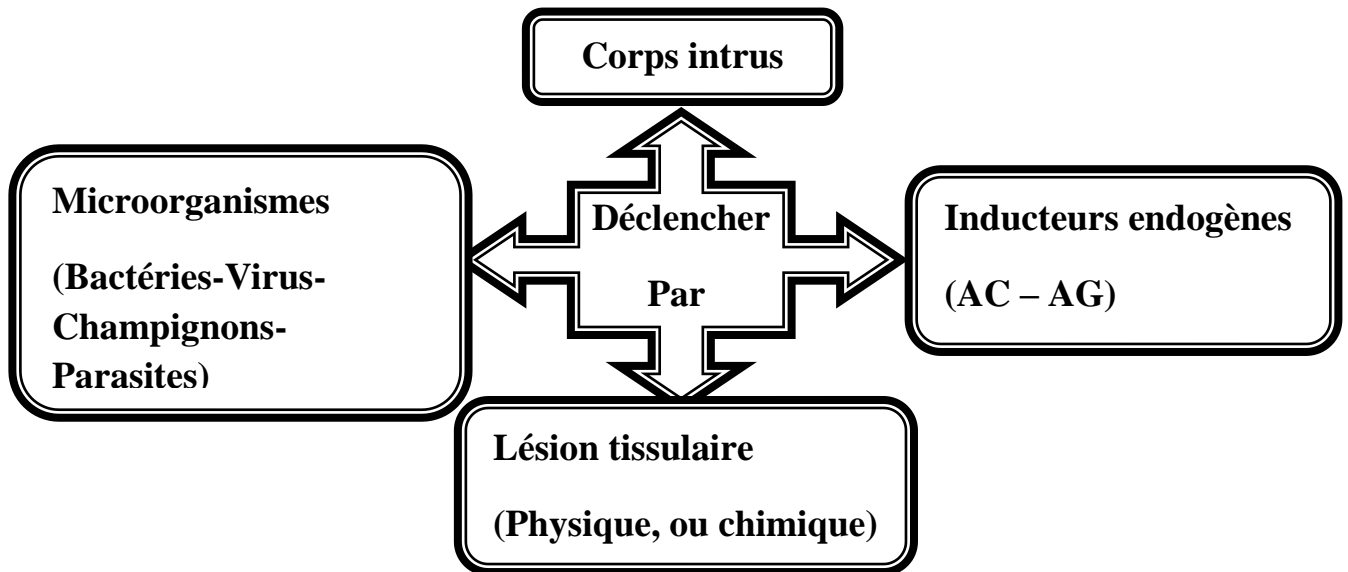 Corps intrus
Microorganismes
(Bactéries-Virus-
Champignons-
Parasites)
Déclencher
Par
Inducteurs endogènes
(AC – AG)
Lésion tissulaire
(Physique, ou chimique)